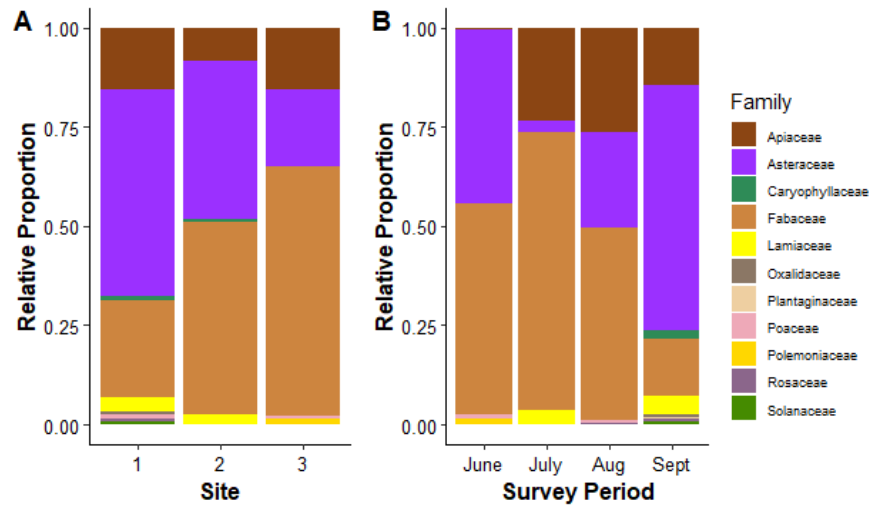 A
Relative Proportion
1.00
0.75
0.50
0.25
0.00
1 2 3
Site
B
Relative Proportion
1.00
0.75
0.50
0.25
0.00
June July Aug Sept
Survey Period
Family
Apiaceae
Asteraceae
Caryophyllaceae
Fabaceae
Lamiaceae
Oxalidaceae
Plantaginaceae
Poaceae
Polemoniaceae
Rosaceae
Solanaceae